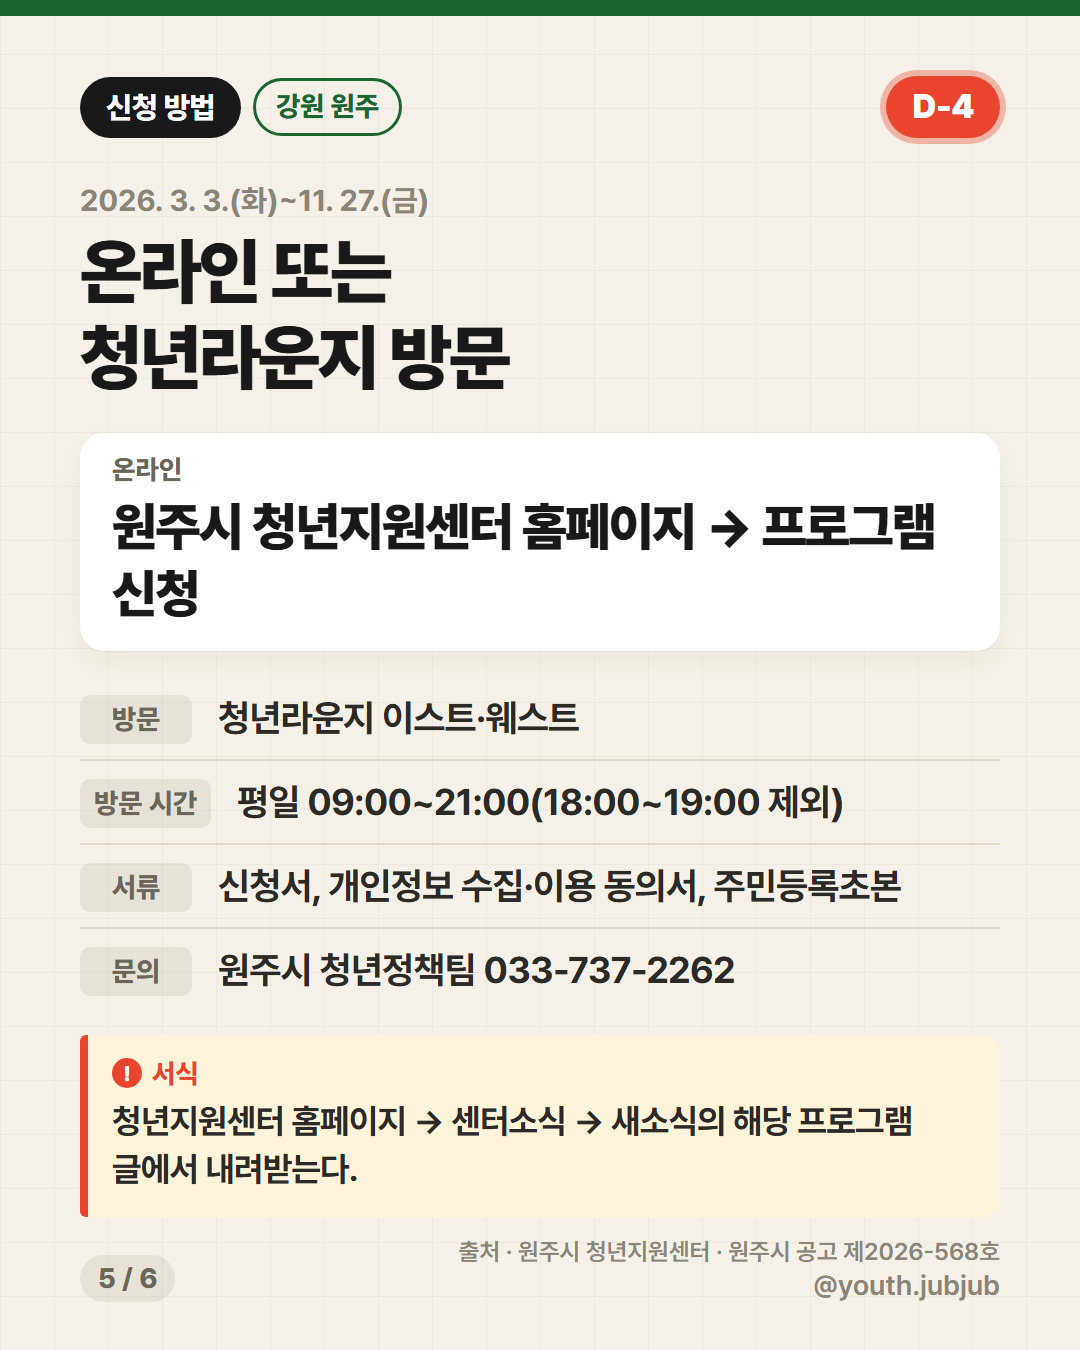 신청 방법
강원 원주
D-4
2026. 3. 3.(화)~11. 27.(금)
온라인 또는
청년라운지 방문
온라인
원주시 청년지원센터 홈페이지 → 프로그램
신청
방문
청년라운지 이스트·웨스트
방문 시간
평일 09:00~21:00(18:00~19:00 제외)
서류
신청서, 개인정보 수집·이용 동의서, 주민등록초본
문의
원주시 청년정책팀 033-737-2262
! 서식
청년지원센터 홈페이지 → 센터소식 → 새소식의 해당 프로그램
글에서 내려받는다.
5 / 6
출처 · 원주시 청년지원센터 · 원주시 공고 제2026-568호
@youth.jubjub